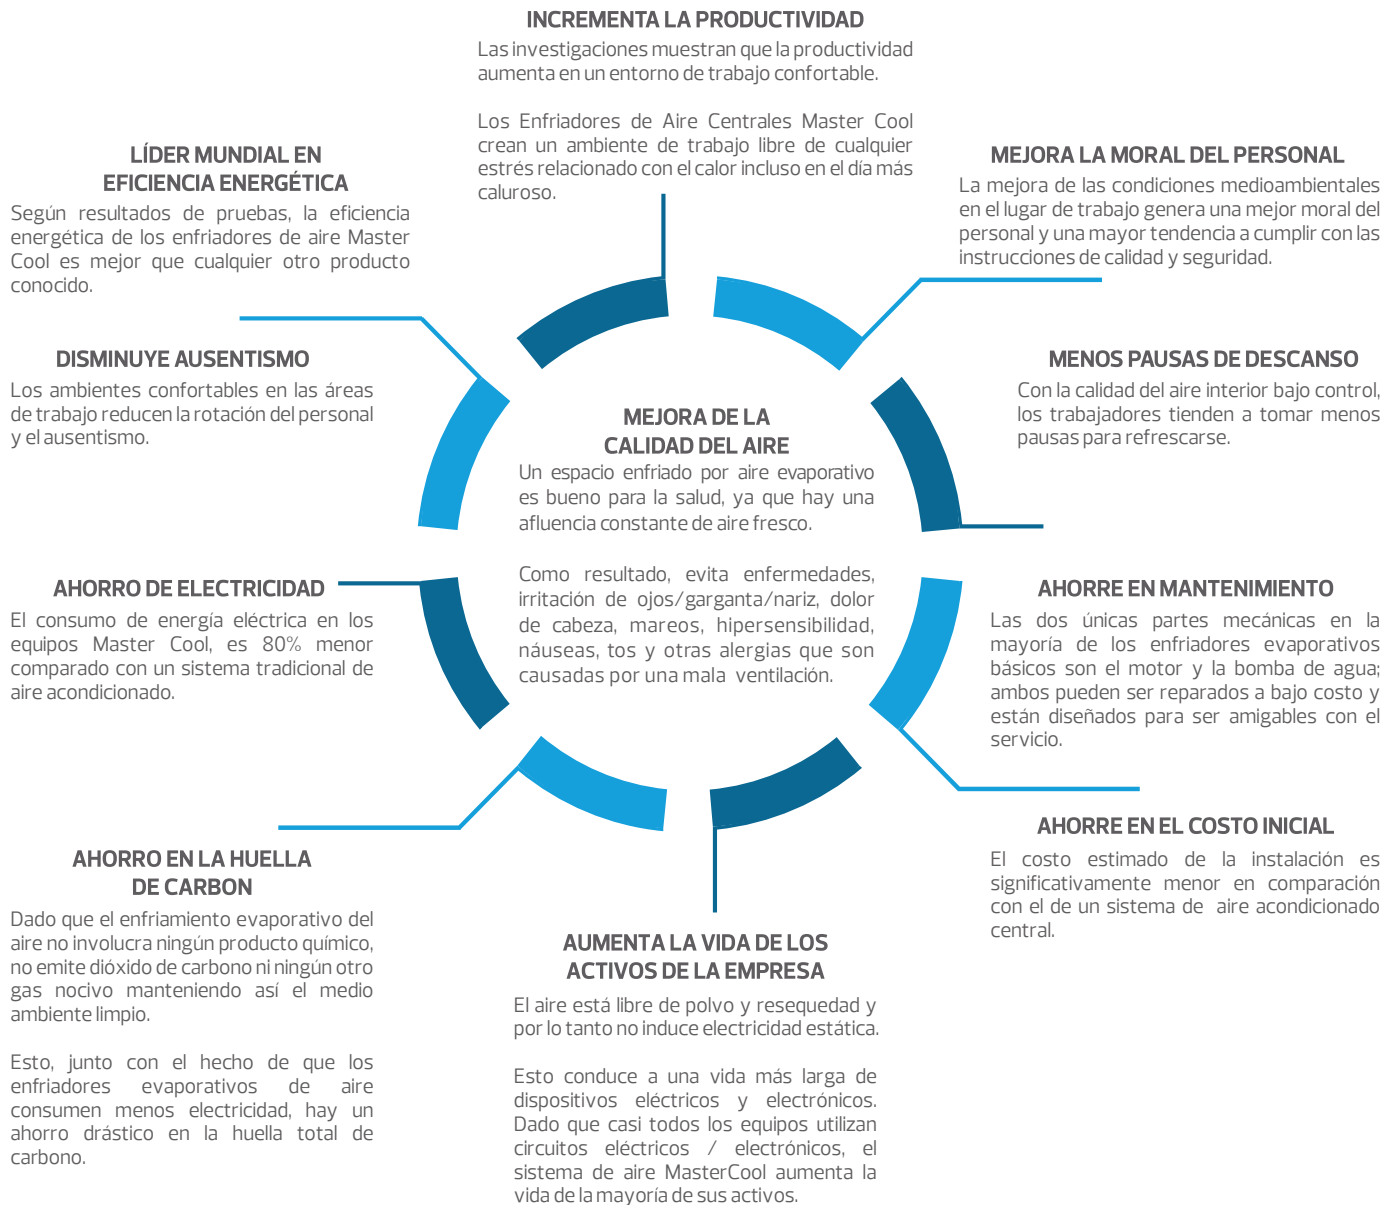 INCREMENTA LA PRODUCTIVIDAD
Las investigaciones muestran que la productividad
aumenta en un entorno de trabajo confortable.
Los Enfriadores de Aire Centrales Master Cool
crean un ambiente de trabajo libre de cualquier
estrés relacionado con el calor incluso en el día más
caluroso.
LÍDER MUNDIAL EN
EFICIENCIA ENERGÉTICA
Según resultados de pruebas, la eficiencia
energética de los enfriadores de aire Master
Cool es mejor que cualquier otro producto
conocido.
MEJORA LA MORAL DEL PERSONAL
La mejora de las condiciones medioambientales
en el lugar de trabajo genera una mejor moral del
personal y una mayor tendencia a cumplir con las
instrucciones de calidad y seguridad.
DISMINUYE AUSENTISMO
Los ambientes confortables en las áreas
de trabajo reducen la rotación del personal
y el ausentismo.
MENOS PAUSAS DE DESCANSO
Con la calidad del aire interior bajo control,
los trabajadores tienden a tomar menos
pausas para refrescarse.
MEJORA DE LA
CALIDAD DEL AIRE
Un espacio enfriado por aire evaporativo
es bueno para la salud, ya que hay una
afluencia constante de aire fresco.
Como resultado, evita enfermedades,
irritación de ojos/garganta/nariz, dolor
de cabeza, mareos, hipersensibilidad,
náuseas, tos y otras alergias que son
causadas por una mala ventilación.
AHORRO DE ELECTRICIDAD
El consumo de energía eléctrica en los
equipos Master Cool, es 80% menor
comparado con un sistema tradicional de
aire acondicionado.
AHORRE EN MANTENIMIENTO
Las dos únicas partes mecánicas en la
mayoría de los enfriadores evaporativos
básicos son el motor y la bomba de agua;
ambos pueden ser reparados a bajo costo y
están diseñados para ser amigables con el
servicio.
AHORRE EN EL COSTO INICIAL
El costo estimado de la instalación es
significativamente menor en comparación
con el de un sistema de aire acondicionado
central.
AHORRO EN LA HUELLA
DE CARBON
Dado que el enfriamiento evaporativo del
aire no involucra ningún producto químico,
no emite dióxido de carbono ni ningún otro
gas nocivo manteniendo así el medio
ambiente limpio.
Esto, junto con el hecho de que los
enfriadores evaporativos de aire
consumen menos electricidad, hay un
ahorro drástico en la huella total de
carbono.
AUMENTA LA VIDA DE LOS
ACTIVOS DE LA EMPRESA
El aire está libre de polvo y resequedad y
por lo tanto no induce electricidad estática.
Esto conduce a una vida más larga de
dispositivos eléctricos y electrónicos.
Dado que casi todos los equipos utilizan
circuitos eléctricos / electrónicos, el
sistema de aire MasterCool aumenta la
vida de la mayoría de sus activos.